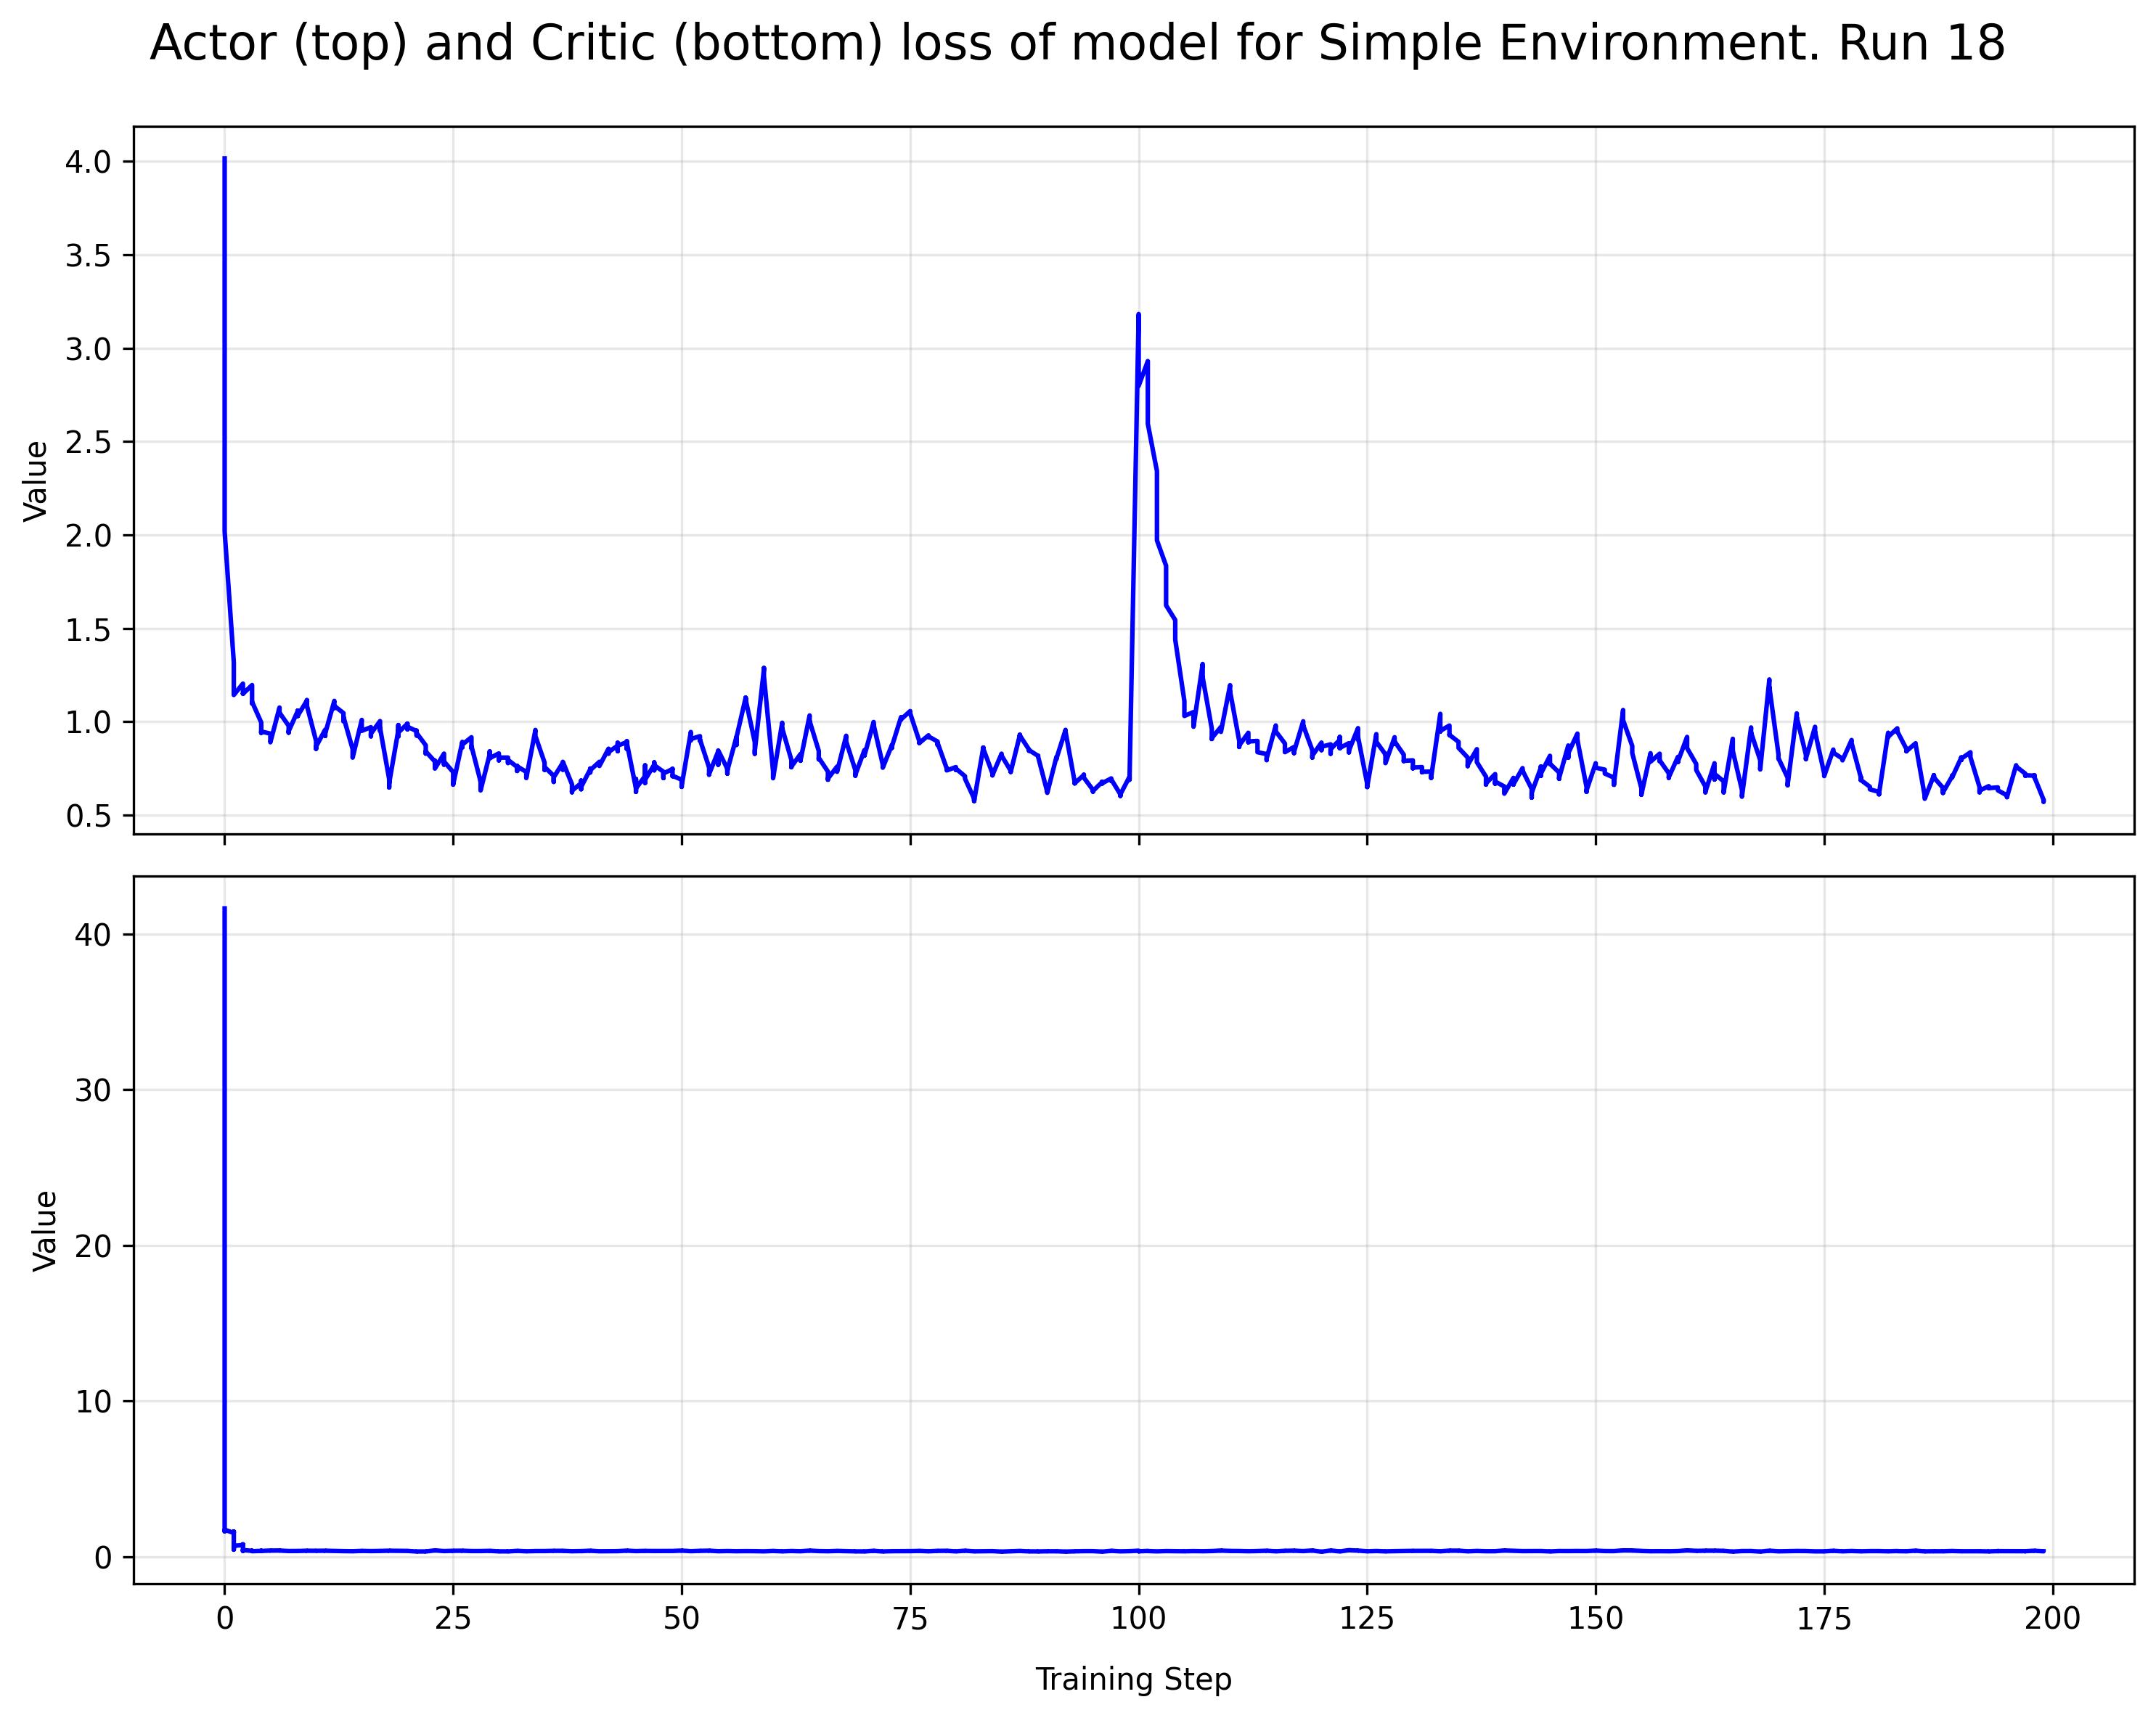 Actor (top) and Critic (bottom) loss of model for Simple Environment. Run 18
4.0
3.5
3.0
2.5
2.0
1.5
1.0
0.5
Value
40
30
20
10
0
Value
0 25 50 75 100 125 150 175 200
Training Step